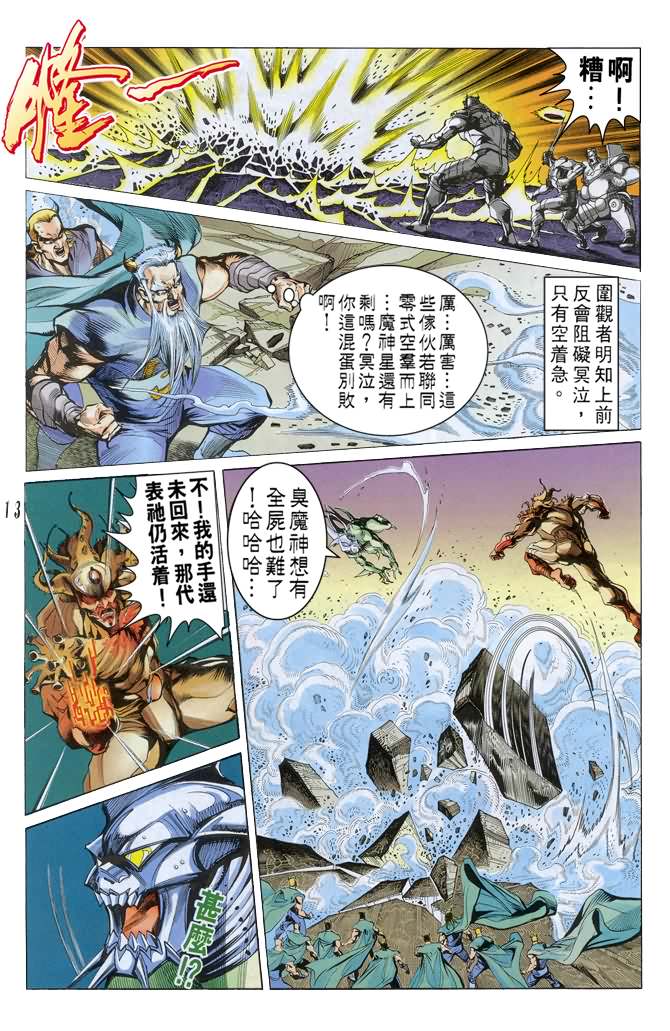 啊！
糟…
圍觀者明知上前
反會阻礙冥泣，
只有空着急。
厲…厲害…這
些傢伙若聯同
零式空羣而上
…魔神星還有
剩嗎？冥泣
你這混蛋別敗
啊！
臭魔神想有
全屍也難了
！哈哈哈…
不！我的手還
未回來，那代
表祂仍活着！
甚麼!?
13